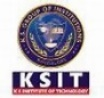 K.S. GROUP OF INSTITUTIONS
KSIT
K S INSTITUTE OF TECHNOLOGY